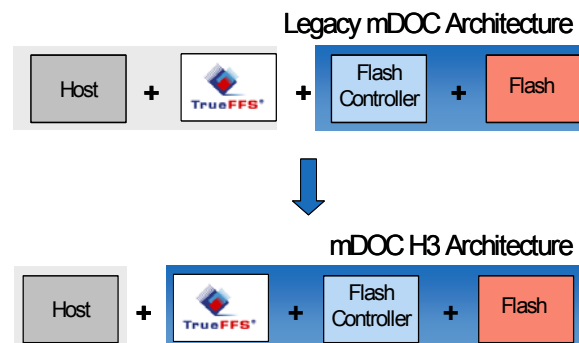 Legacy mDOC Architecture
Host + TrueFFS® + Flash Controller + Flash
mDOC H3 Architecture
Host + TrueFFS® + Flash Controller + Flash